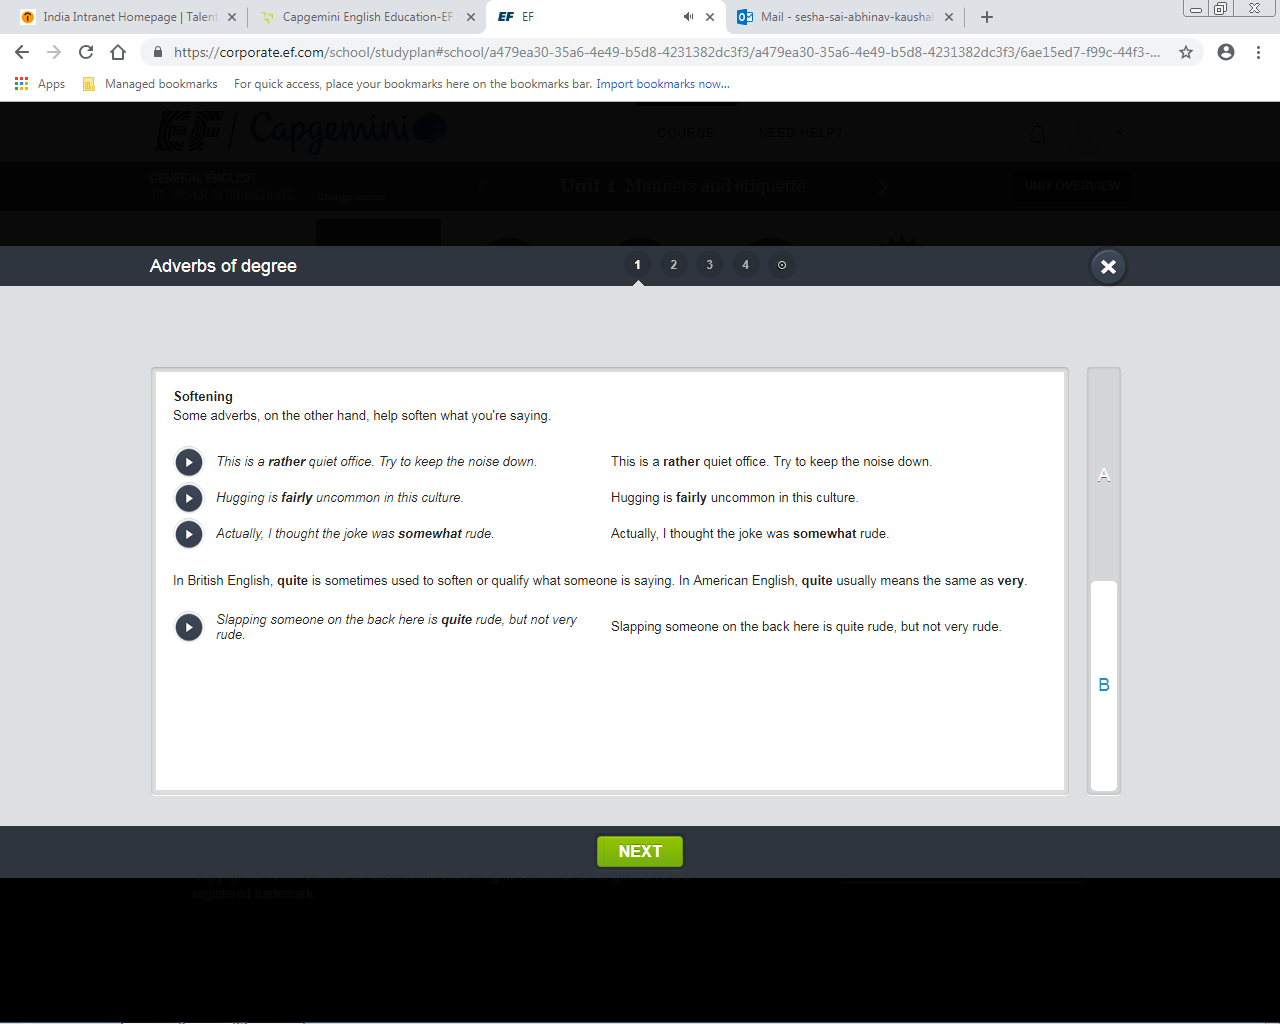 India Intranet Homepage | Talent
Capgemini English Education-EF
EF EF
Mail - sesha-sai-abhinav-kaushal
https://corporate.ef.com/school/studyplan#school/a479ea30-35a6-4e49-b5d8-4231382dc3f3/a479ea30-35a6-4e49-b5d8-4231382dc3f3/6ae15ed7-f99c-44f3-...
Apps Managed bookmarks For quick access, place your bookmarks here on the bookmarks bar. Import bookmarks now...
EF Capgemini COURSE NEED HELP?
GENERAL ENGLISH
Unit 1 Manners and etiquette UNIT OVERVIEW
Adverbs of degree 1 2 3 4
Softening
Some adverbs, on the other hand, help soften what you're saying.
This is a rather quiet office. Try to keep the noise down. This is a rather quiet office. Try to keep the noise down.
A
Hugging is fairly uncommon in this culture. Hugging is fairly uncommon in this culture.
Actually, I thought the joke was somewhat rude. Actually, I thought the joke was somewhat rude.
In British English, quite is sometimes used to soften or qualify what someone is saying. In American English, quite usually means the same as very.
Slapping someone on the back here is quite rude, but not very
rude.
Slapping someone on the back here is quite rude, but not very rude.
B
NEXT
registered trademark